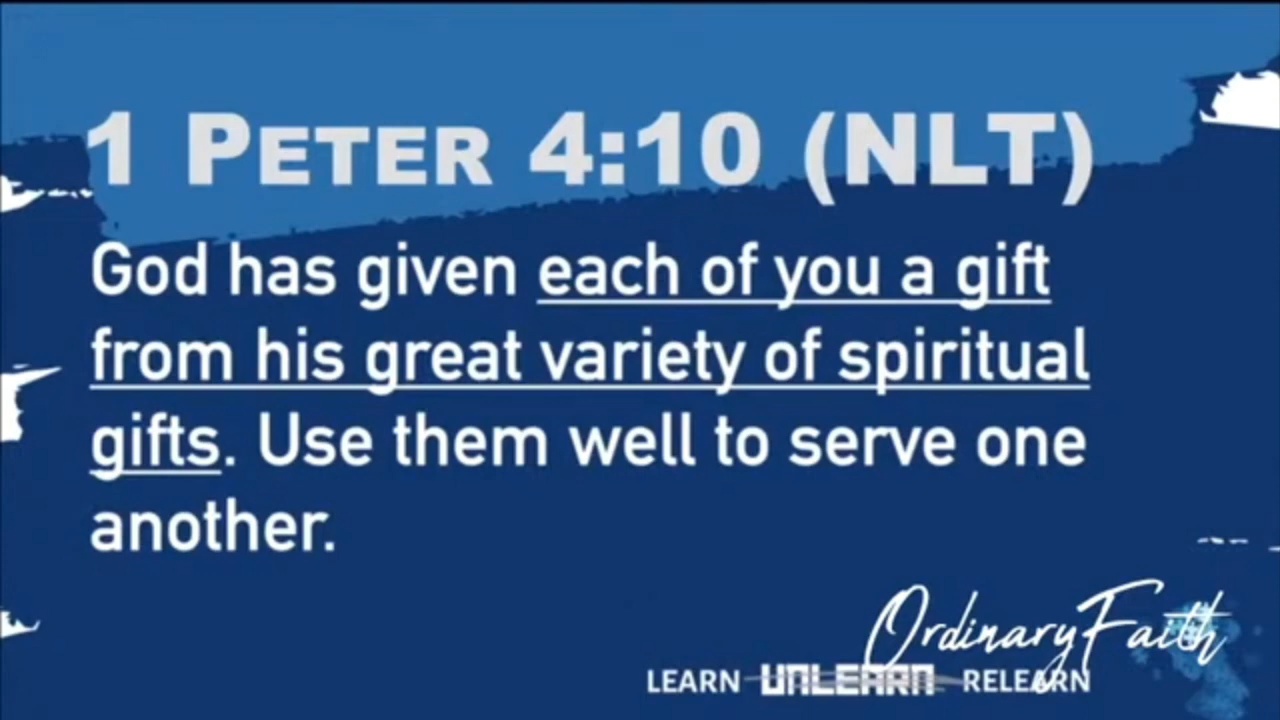 1 PETER 4:10 (NLT)
God has given each of you a gift
from his great variety of spiritual
gifts. Use them well to serve one
another.
OrdinaryFaith
LEARN UNLEARN RELEARN